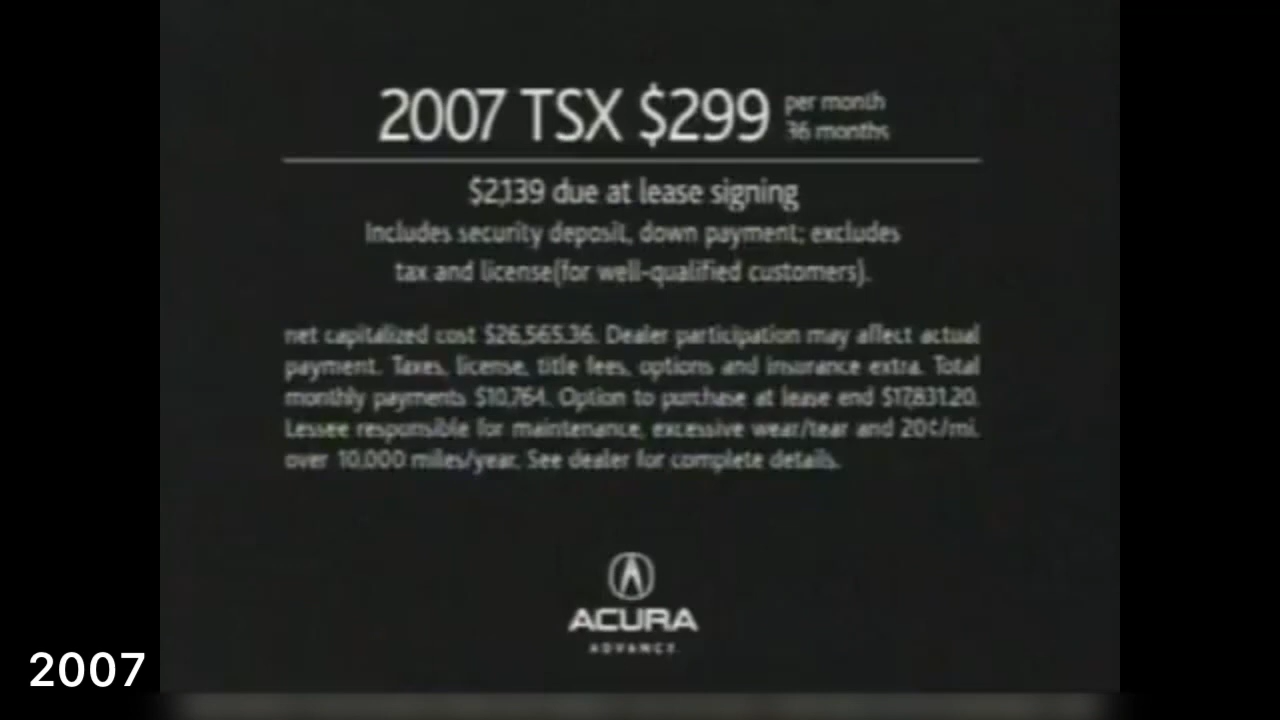 2007 TSX $299 per month
36 months
$2,139 due at lease signing
Includes security deposit, down payment; excludes
tax and license(for well-qualified customers).
net capitalized cost $26,565.36. Dealer participation may affect actual
payment. Taxes, license, title fees, options and insurance extra. Total
monthly payments $10,764. Option to purchase at lease end $17,831.20.
Lessee responsible for maintenance, excessive wear/tear and 20¢/mi.
over 10,000 miles/year. See dealer for complete details.
ACURA
ADVANCE
2007